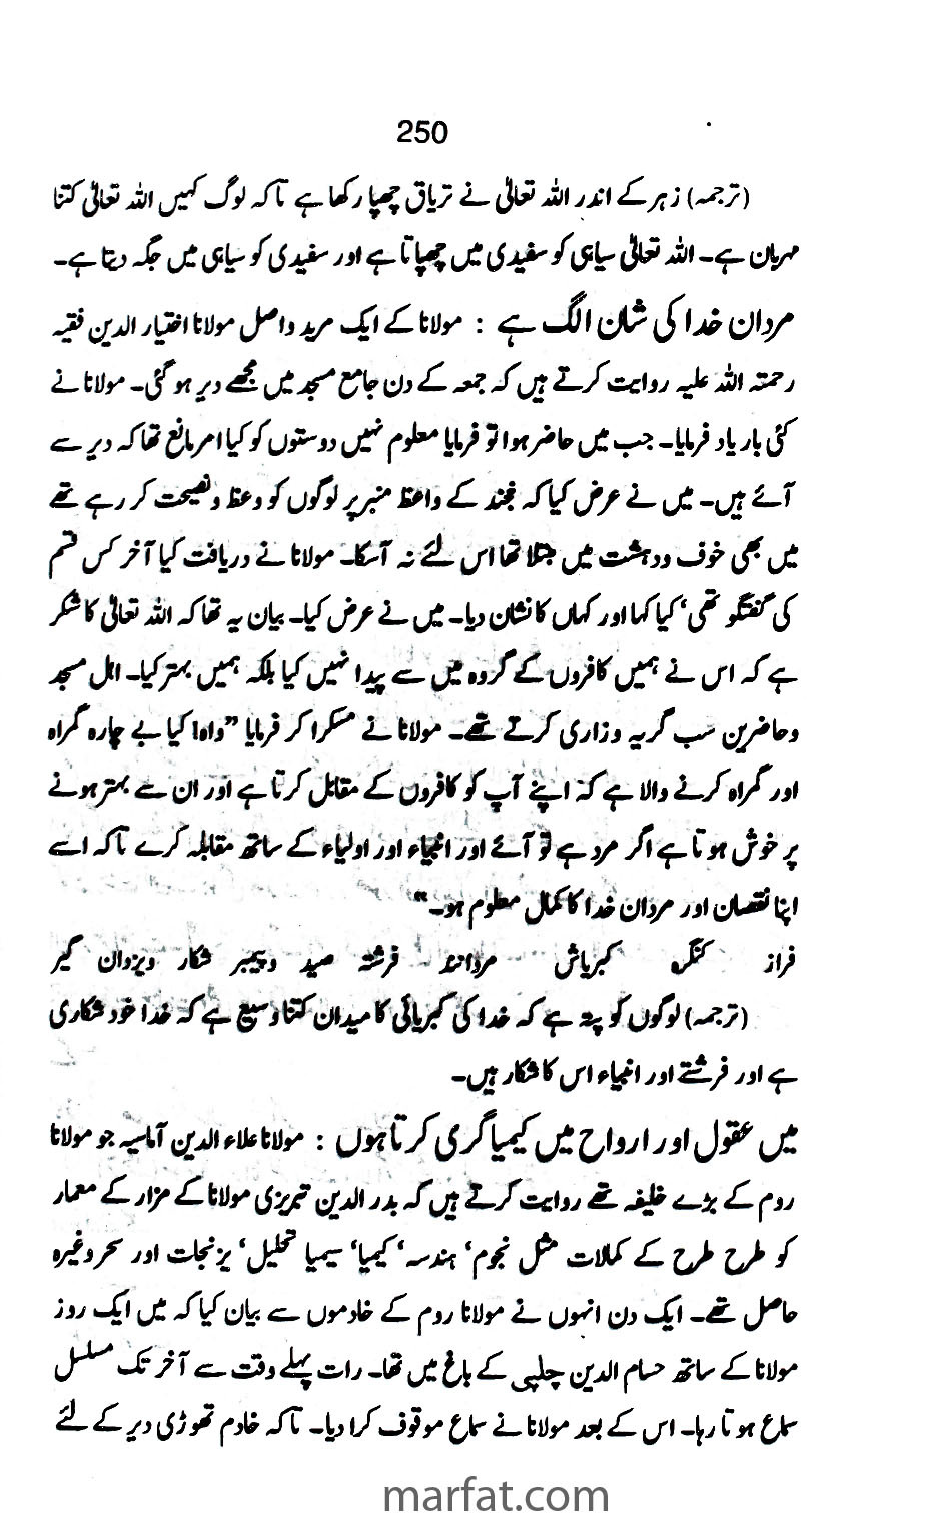 250
(ترجمہ) زہر کے اندر اللہ تعالیٰ نے تریاق چھپا رکھا ہے تاکہ لوگ کہیں اللہ تعالیٰ کتنا
مہربان ہے۔ اللہ تعالیٰ سیاہی کو سفیدی میں چھپاتا ہے اور سفیدی کو سیاہی میں جگہ دیتا ہے۔
مردان خدا کی شان الگ ہے : مولانا کے ایک مرید واصل مولانا اختیار الدین فقیہ
رحمتہ اللہ علیہ روایت کرتے ہیں کہ جمعہ کے دن جامع مسجد میں مجھے دیر ہو گئی۔ مولانا نے
کئی بار یاد فرمایا۔ جب میں حاضر ہوا تو فرمایا معلوم نہیں دوستوں کو کیا امر مانع تھا کہ دیر سے
آئے ہیں۔ میں نے عرض کیا کہ خجند کے واعظ منبر پر لوگوں کو وعظ و نصیحت کر رہے تھے
میں بھی خوف و دہشت میں مبتلا تھا اس لئے نہ آ سکا۔ مولانا نے دریافت کیا آخر کس قسم
کی گفتگو تھی‘ کیا کہا اور کہاں کا نشان دیا۔ میں نے عرض کیا۔ بیان یہ تھا کہ اللہ تعالیٰ کا شکر
ہے کہ اس نے ہمیں کافروں کے گروہ میں سے پیدا نہیں کیا بلکہ ہمیں بہتر کیا۔ اہل مسجد
و حاضرین سب گریہ و زاری کرتے تھے۔ مولانا نے مسکرا کر فرمایا ”واہ! کیا بے چارہ گمراہ
اور گمراہ کرنے والا ہے کہ اپنے آپ کو کافروں کے مقابل کرتا ہے اور ان سے بہتر ہونے
پر خوش ہوتا ہے اگر مرد ہے تو آئے اور انبیاء اور اولیاء کے ساتھ مقابلہ کرے تاکہ اسے
اپنا نقصان اور مردان خدا کا کمال معلوم ہو۔“
فراز کنگر کبریاش مردانند فرشتہ صید و پیمبر شکار و یزدان گیر
(ترجمہ) لوگوں کو پتہ ہے کہ خدا کی کبریائی کا میدان کتنا وسیع ہے کہ خدا خود شکاری
ہے اور فرشتے اور انبیاء اس کا شکار ہیں۔
میں عقول اور ارواح میں کیمیا گری کرتا ہوں : مولانا علاء الدین آماسیہ جو مولانا
روم کے بڑے خلیفہ تھے روایت کرتے ہیں کہ بدر الدین تبریزی مولانا کے مزار کے معمار
کو طرح طرح کے کمالات مثل نجوم‘ ہندسہ‘ کیمیا‘ سیمیا تحلیل‘ یزنجات اور سحر وغیرہ
حاصل تھے۔ ایک دن انہوں نے مولانا روم کے خادموں سے بیان کیا کہ میں ایک روز
مولانا کے ساتھ حسام الدین چلپی کے باغ میں تھا۔ رات پہلے وقت سے آخر تک مسلسل
سماع ہوتا رہا۔ اس کے بعد مولانا نے سماع موقوف کرا دیا۔ تاکہ خادم تھوڑی دیر کے لئے
marfat.com